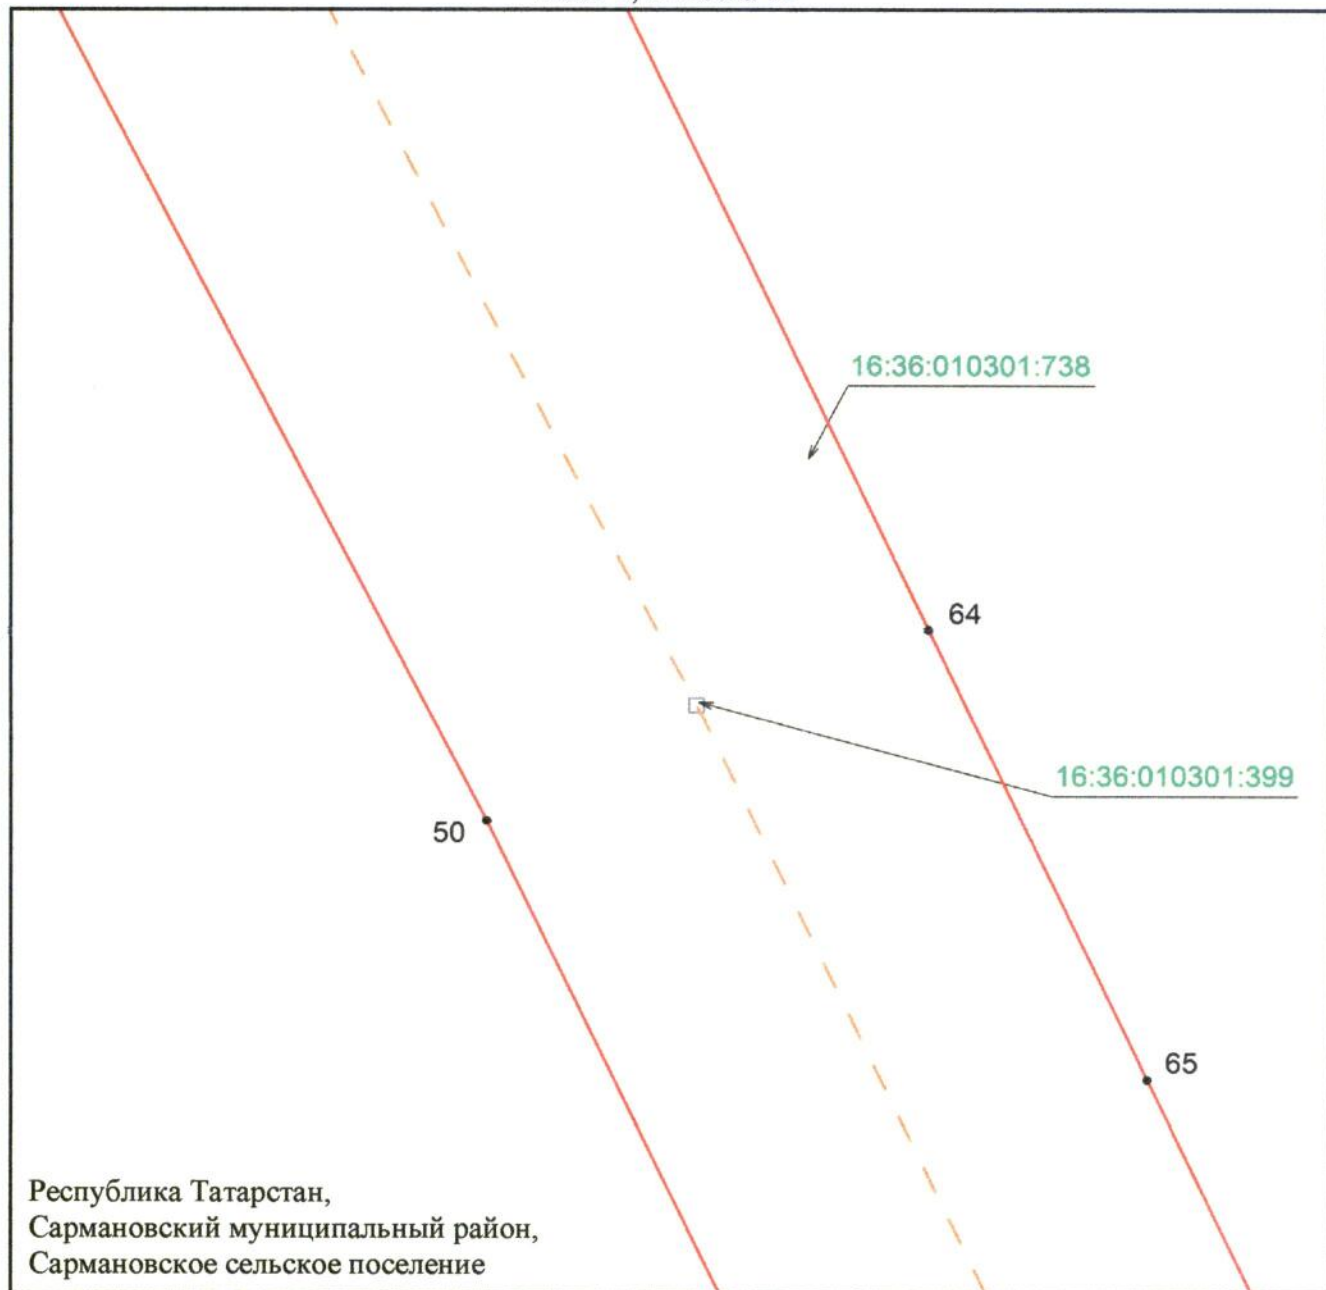 16:36:010301:738
64
16:36:010301:399
50
65
Республика Татарстан,
Сармановский муниципальный район,
Сармановское сельское поселение